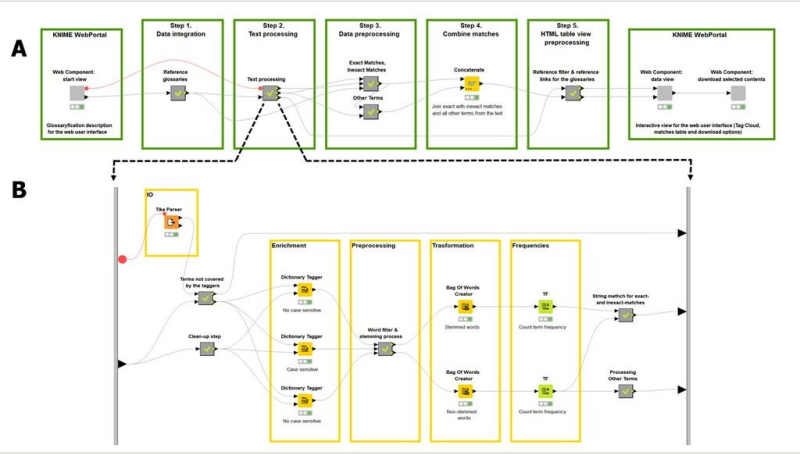 A
KNIME WebPortal
Web Component:
start view
Glossaryfication description
for the web user interface
Step 1.
Data integration
Reference
glossaries
Step 2.
Text processing
Text processing
Step 3.
Data preprocessing
Exact Matches,
Inexact Matches
Other Terms
Step 4.
Combine matches
Concatenate
Join exact with inexact matches
and all other terms from the text
Step 5.
HTML table view
preprocessing
Reference filter & reference
links for the glossaries
KNIME WebPortal
Web Component:
data view
Web Component:
download selected contents
Interactive view for the web user interface (Tag Cloud,
matches table and download options)
B
IO
Tika Parser
Terms not covered
by the taggers
Clean-up step
Enrichment
Dictionary Tagger
No case sensitive
Dictionary Tagger
Case sensitive
Dictionary Tagger
No case sensitive
Preprocessing
Word filter &
stemming process
Trasformation
Bag Of Words
Creator
Stemmed words
Bag Of Words
Creator
Non-stemmed
words
Frequencies
TF
Count term frequency
TF
Count term frequency
String mathch for exact-
and inexact-matches
Processing
Other Terms